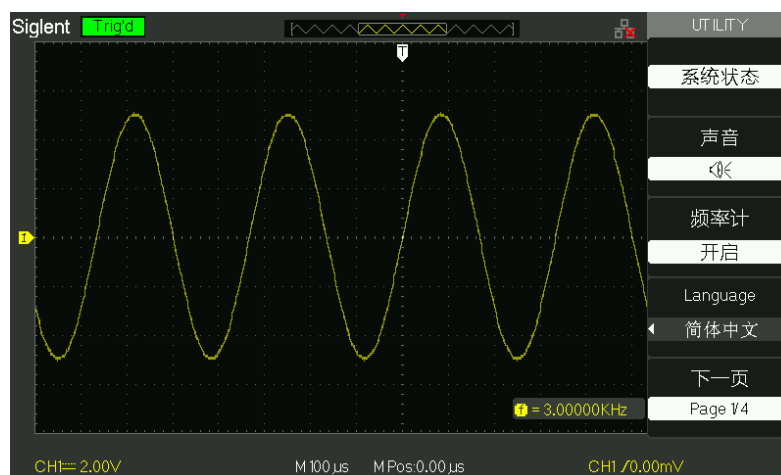 Siglent Trig'd
T
UTILITY
系统状态
声音
频率计
开启
Language
简体中文
下一页
Page 1/4
f = 3.00000KHz
CH1 2.00V
M 100 μs
M Pos:0.00 μs
CH1 /0.00mV